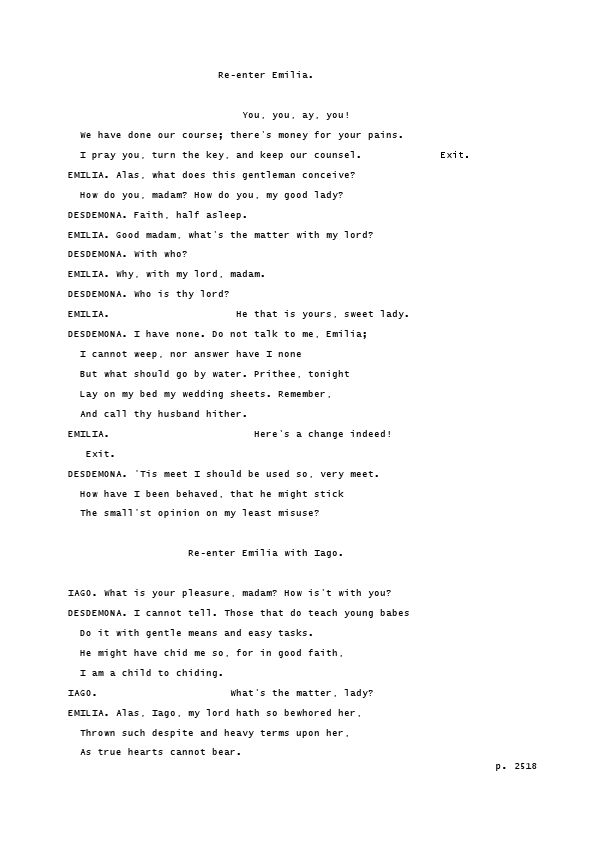 Re-enter Emilia.
You, you, ay, you!
We have done our course; there's money for your pains.
I pray you, turn the key, and keep our counsel. Exit.
EMILIA. Alas, what does this gentleman conceive?
How do you, madam? How do you, my good lady?
DESDEMONA. Faith, half asleep.
EMILIA. Good madam, what's the matter with my lord?
DESDEMONA. With who?
EMILIA. Why, with my lord, madam.
DESDEMONA. Who is thy lord?
EMILIA. He that is yours, sweet lady.
DESDEMONA. I have none. Do not talk to me, Emilia;
I cannot weep, nor answer have I none
But what should go by water. Prithee, tonight
Lay on my bed my wedding sheets. Remember,
And call thy husband hither.
EMILIA. Here's a change indeed!
Exit.
DESDEMONA. 'Tis meet I should be used so, very meet.
How have I been behaved, that he might stick
The small'st opinion on my least misuse?
Re-enter Emilia with Iago.
IAGO. What is your pleasure, madam? How is't with you?
DESDEMONA. I cannot tell. Those that do teach young babes
Do it with gentle means and easy tasks.
He might have chid me so, for in good faith,
I am a child to chiding.
IAGO. What's the matter, lady?
EMILIA. Alas, Iago, my lord hath so bewhored her,
Thrown such despite and heavy terms upon her,
As true hearts cannot bear.
p. 2518